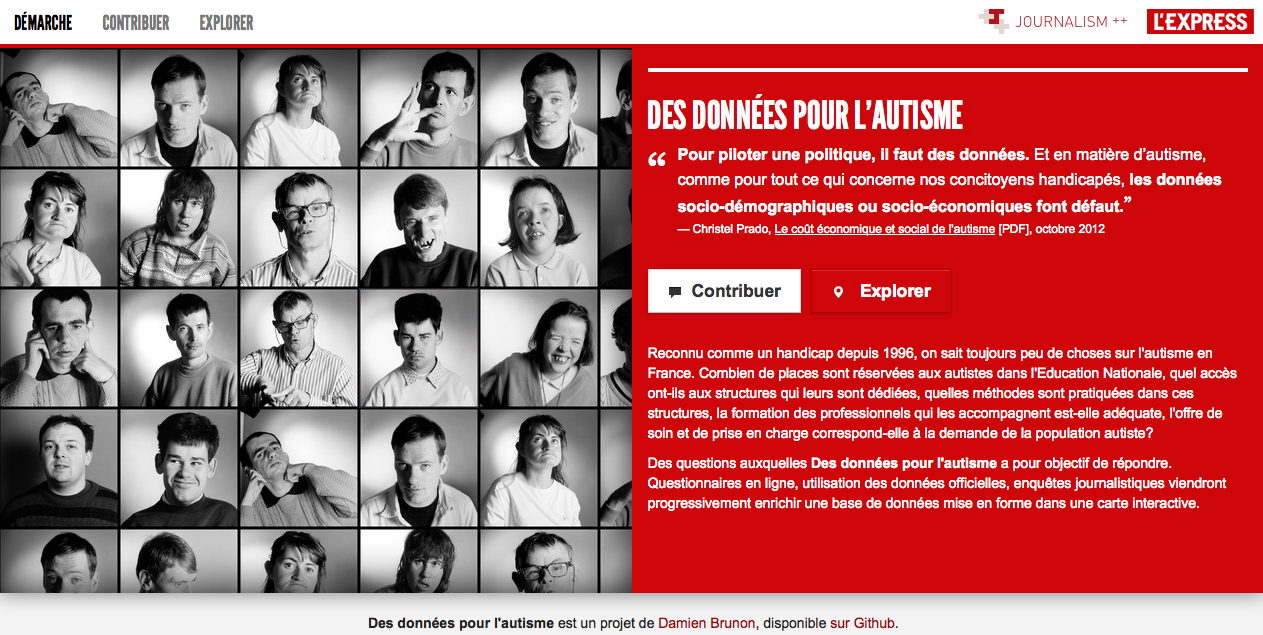 DÉMARCHE
CONTRIBUER
EXPLORER
JOURNALISM ++
L'EXPRESS
DES DONNÉES POUR L'AUTISME
“ Pour piloter une politique, il faut des données. Et en matière d'autisme,
comme pour tout ce qui concerne nos concitoyens handicapés, les données
socio-démographiques ou socio-économiques font défaut.”
— Christel Prado, Le coût économique et social de l'autisme [PDF], octobre 2012
Contribuer
Explorer
Reconnu comme un handicap depuis 1996, on sait toujours peu de choses sur l'autisme en
France. Combien de places sont réservées aux autistes dans l'Education Nationale, quel accès
ont-ils aux structures qui leurs sont dédiées, quelles méthodes sont pratiquées dans ces
structures, la formation des professionnels qui les accompagnent est-elle adéquate, l'offre de
soin et de prise en charge correspond-elle à la demande de la population autiste?
Des questions auxquelles Des données pour l'autisme a pour objectif de répondre.
Questionnaires en ligne, utilisation des données officielles, enquêtes journalistiques viendront
progressivement enrichir une base de données mise en forme dans une carte interactive.
Des données pour l'autisme est un projet de Damien Brunon, disponible sur Github.